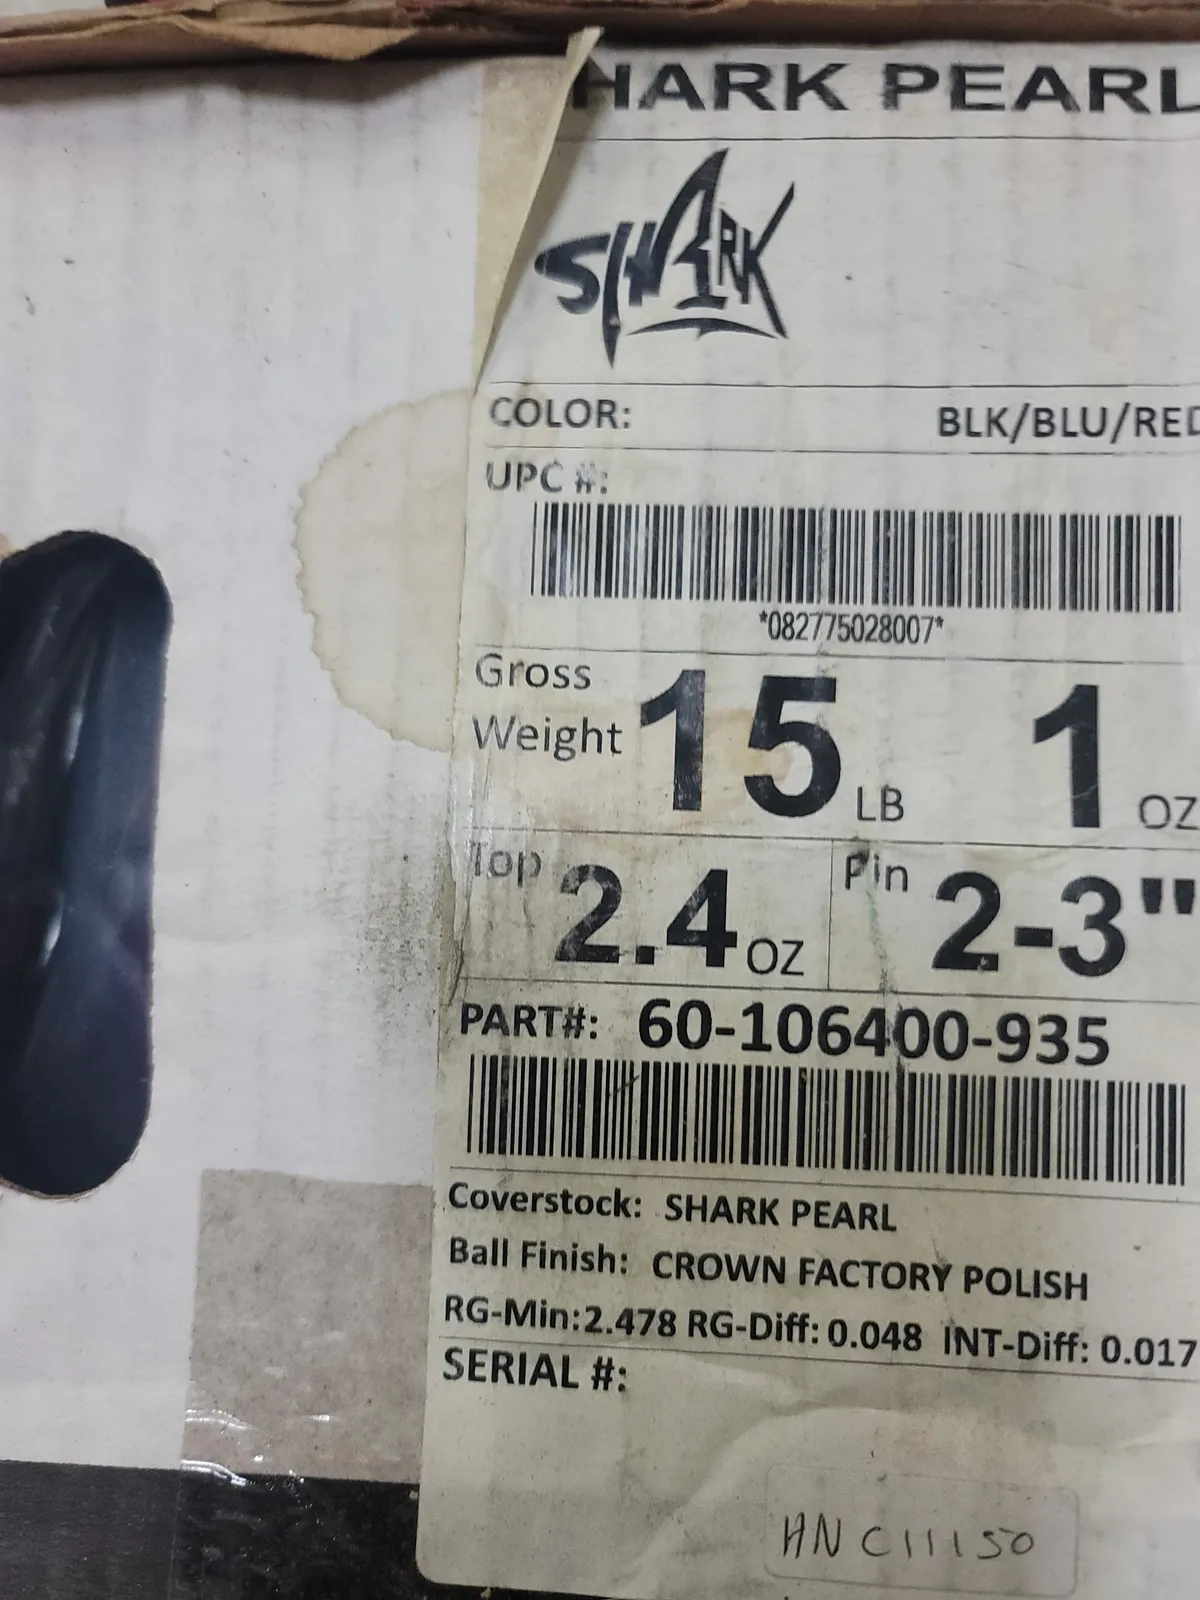 HARK PEARL
SHARK
COLOR: BLK/BLU/RED
UPC #:
*082775028007*
Gross
Weight 15 LB 1 OZ
Top 2.4 OZ Pin 2-3"
PART#: 60-106400-935
Coverstock: SHARK PEARL
Ball Finish: CROWN FACTORY POLISH
RG-Min:2.478 RG-Diff: 0.048 INT-Diff: 0.017
SERIAL #:
HNC11150